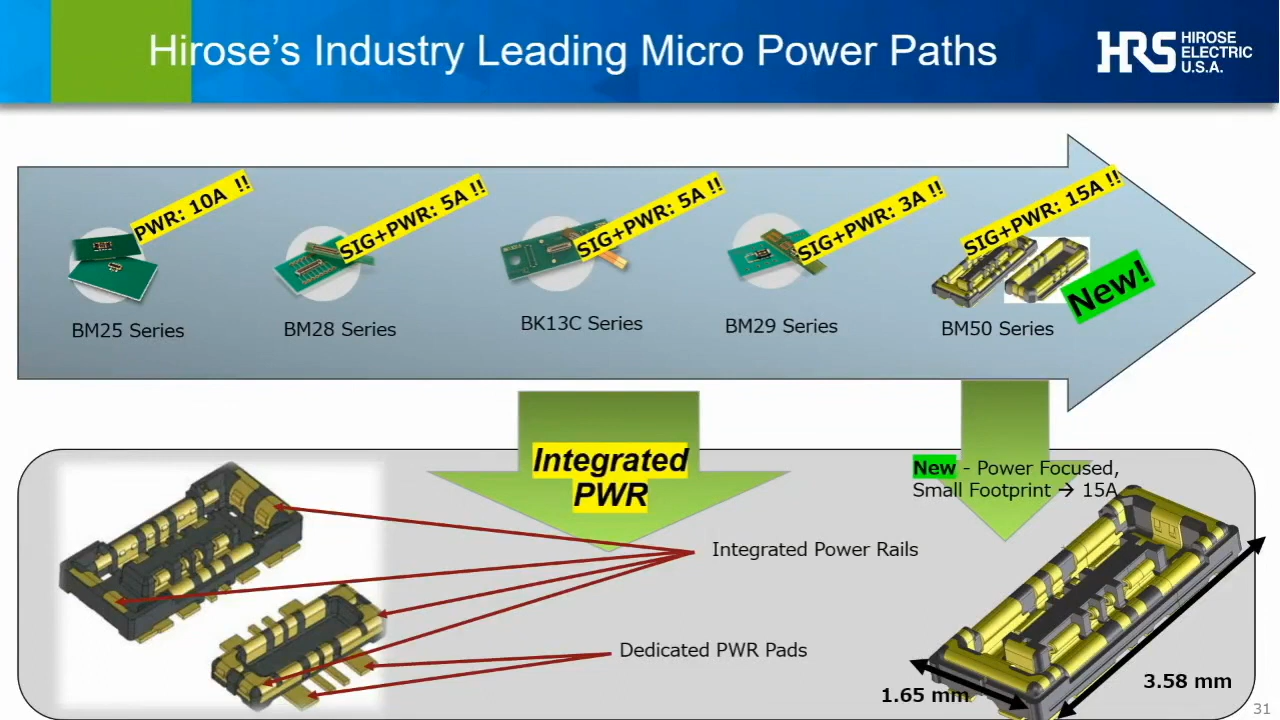 Hirose's Industry Leading Micro Power Paths
HRS HIROSE
ELECTRIC
U.S.A.
PWR: 10A !!
SIG+PWR: 5A !!
SIG+PWR: 5A !!
SIG+PWR: 3A !!
SIG+PWR: 15A !!
New!
BM25 Series
BM28 Series
BK13C Series
BM29 Series
BM50 Series
Integrated
PWR
New - Power Focused,
Small Footprint → 15A
Integrated Power Rails
Dedicated PWR Pads
1.65 mm
3.58 mm
31